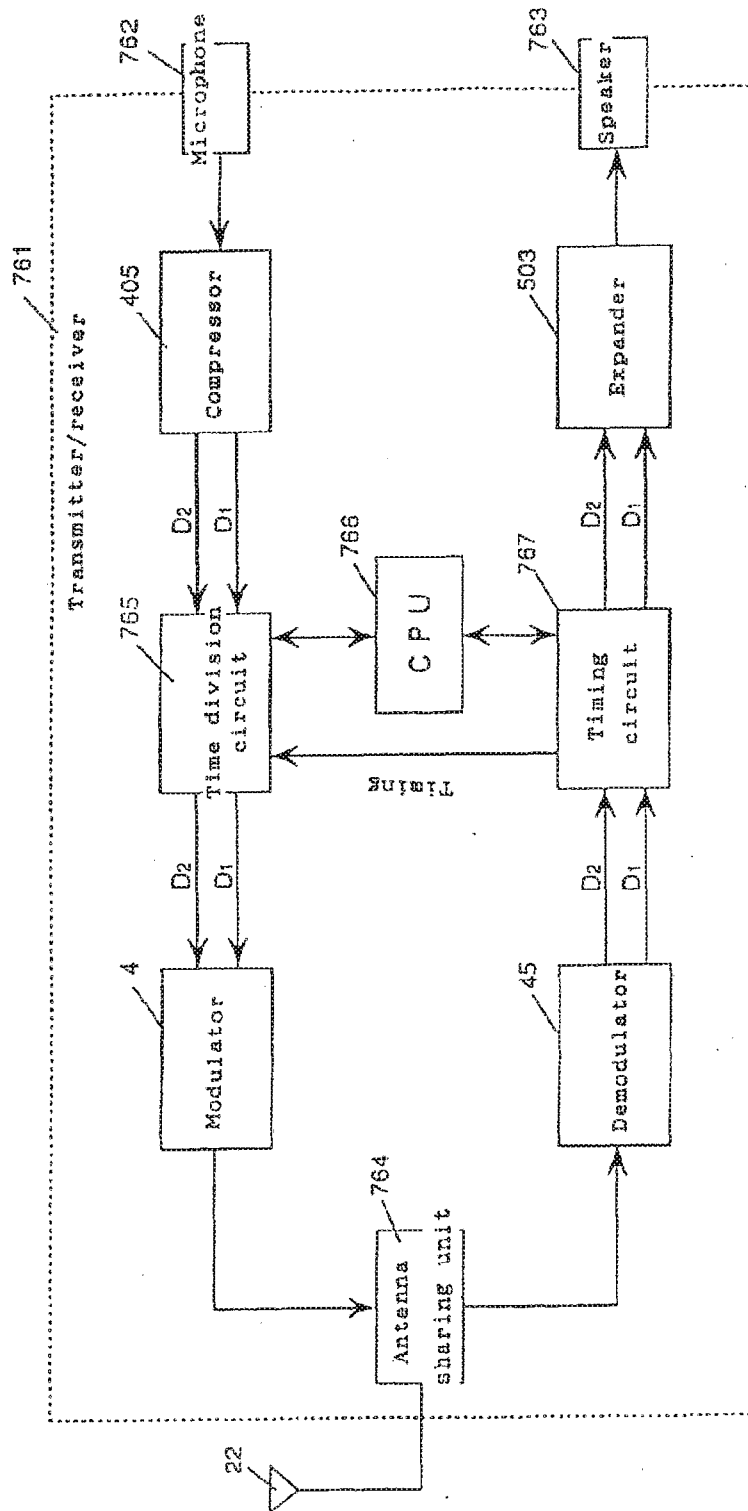 761
Transmitter/receiver
22
4
765
405
762
Modulator
D2
D1
Time division
circuit
D2
D1
Compressor
Microphone
764
Antenna
sharing unit
Timing
766
CPU
45
767
503
763
Demodulator
D2
D1
Timing
circuit
D2
D1
Expander
Speaker